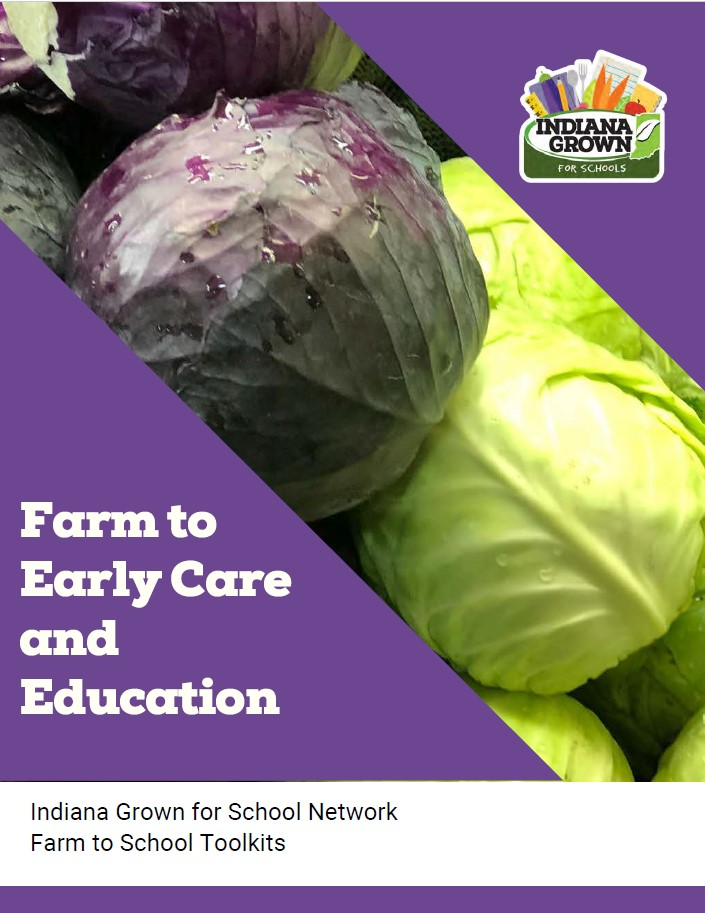 INDIANA
GROWN
FOR SCHOOLS
Farm to
Early Care
and
Education
Indiana Grown for School Network
Farm to School Toolkits